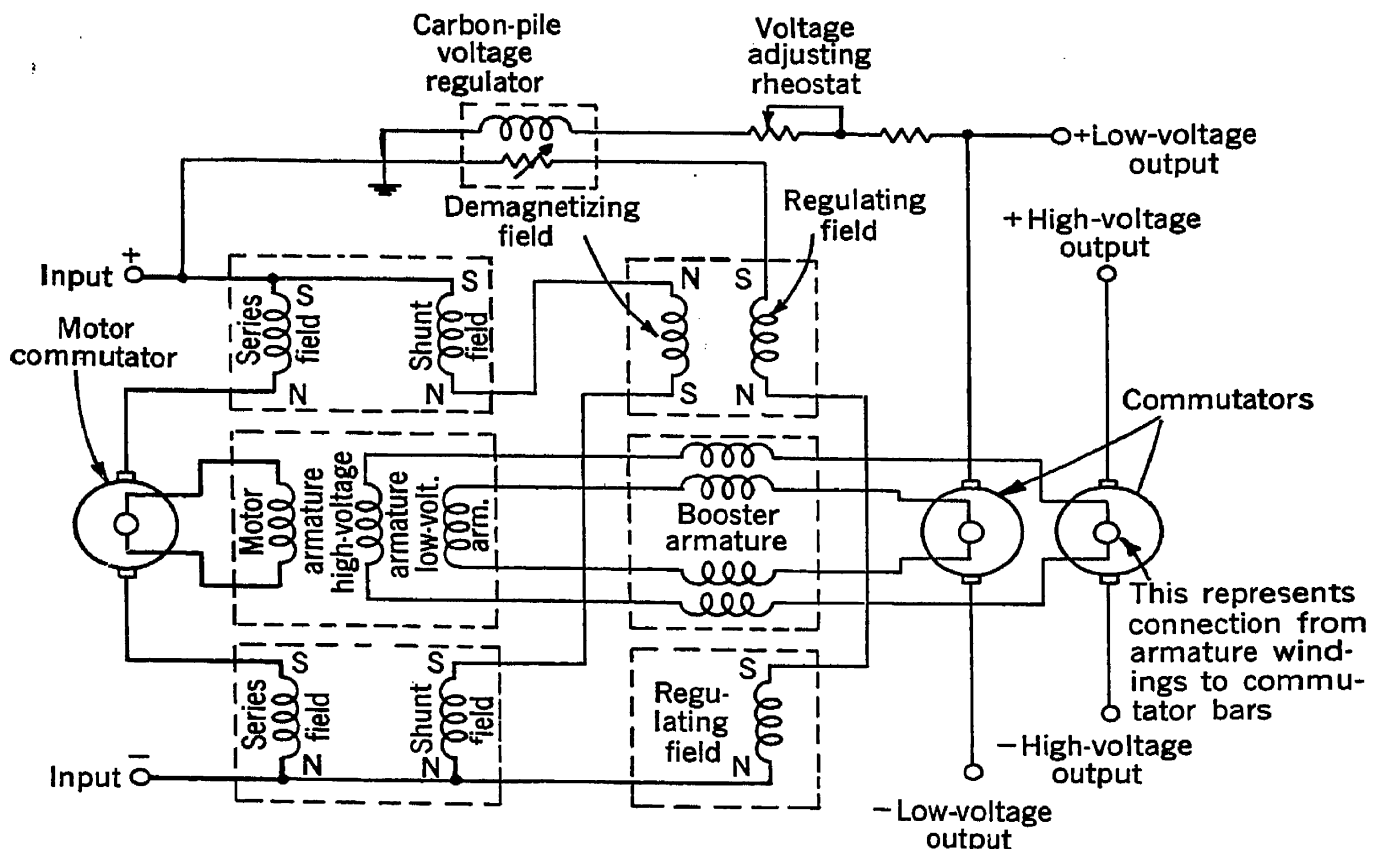 Carbon-pile
voltage
regulator
Voltage
adjusting
rheostat
+Low-voltage
output
Demagnetizing
field
Regulating
field
+High-voltage
output
Input +
Motor
commutator
Series
field
S
N
Shunt
field
S
N
N
S
S
N
Commutators
Motor
armature
high-voltage
armature
low-volt.
arm.
Booster
armature
This represents
connection from
armature wind-
ings to commu-
tator bars
Series
field
S
N
Shunt
field
S
N
Regu-
lating
field
S
N
Input −
−High-voltage
output
−Low-voltage
output